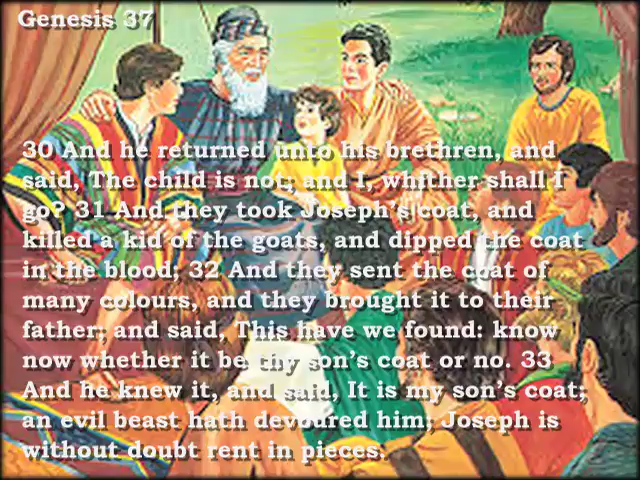 Genesis 37
30 And he returned unto his brethren, and
said, The child is not; and I, whither shall I
go? 31 And they took Joseph's coat, and
killed a kid of the goats, and dipped the coat
in the blood; 32 And they sent the coat of
many colours, and they brought it to their
father; and said, This have we found: know
now whether it be thy son's coat or no. 33
And he knew it, and said, It is my son's coat;
an evil beast hath devoured him; Joseph is
without doubt rent in pieces.